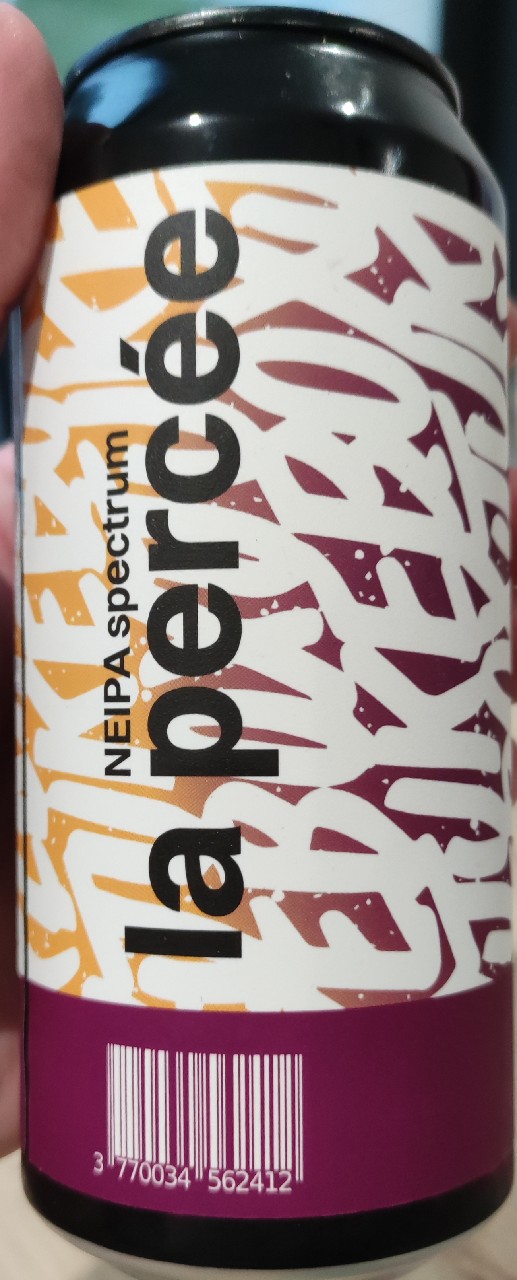 NEIPA spectrum
la percée
3 770034 562412